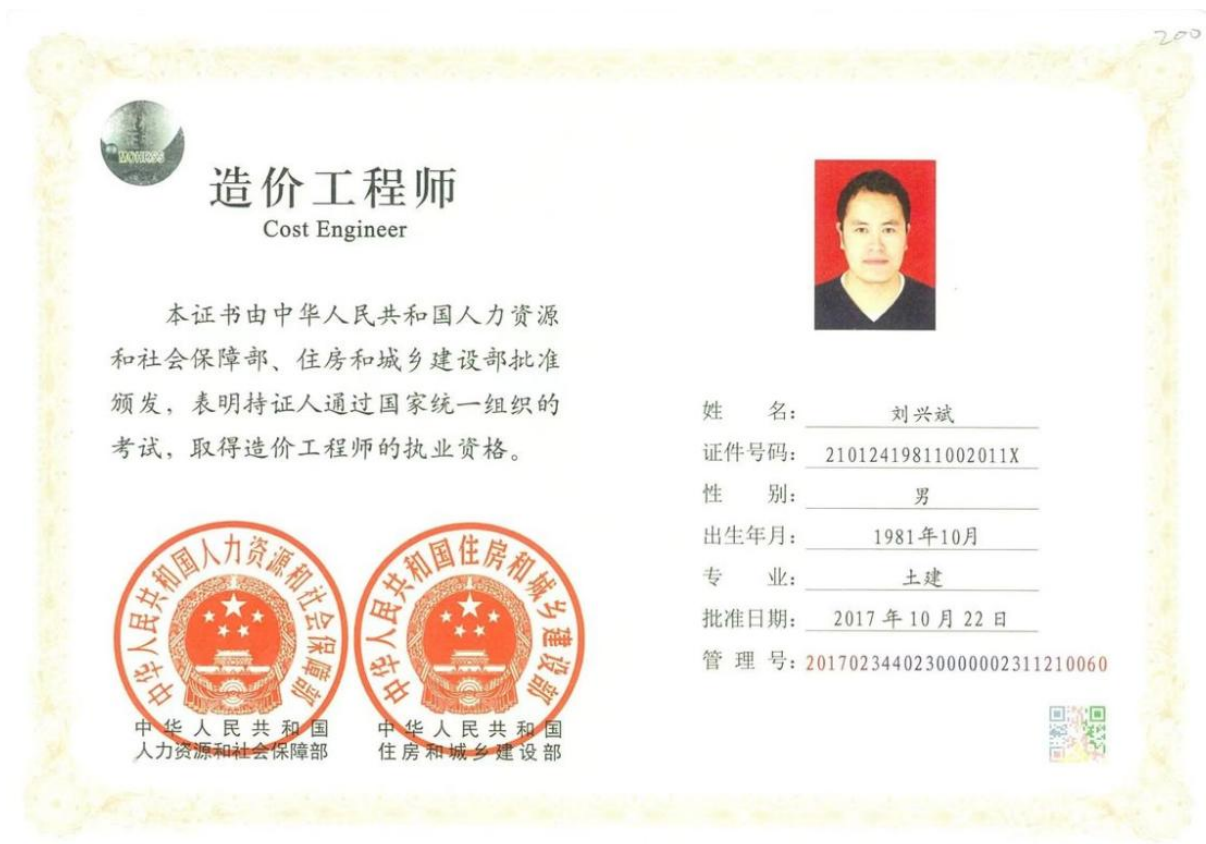 200
MOHRSS
造价工程师
Cost Engineer
本证书由中华人民共和国人力资源
和社会保障部、住房和城乡建设部批准
颁发，表明持证人通过国家统一组织的
考试，取得造价工程师的执业资格。
中华人民共和国人力资源和社会保障部
中华人民共和国住房和城乡建设部
中华人民共和国
人力资源和社会保障部
中华人民共和国
住房和城乡建设部
姓 名：刘兴斌
证件号码：21012419811002011X
性 别：男
出生年月：1981年10月
专 业：土建
批准日期：2017年10月22日
管 理 号：2017023440230000002311210060